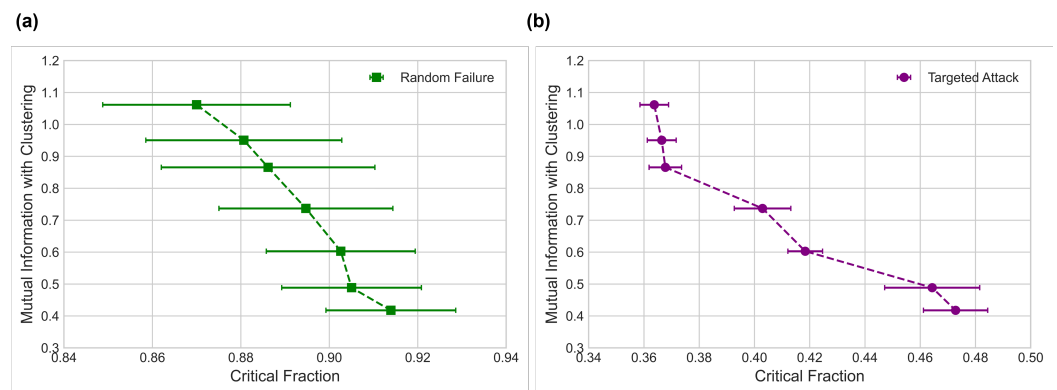 (a)
(b)
Mutual Information with Clustering
1.2
1.1
1.0
0.9
0.8
0.7
0.6
0.5
0.4
0.3
Random Failure
0.84 0.86 0.88 0.90 0.92 0.94
Critical Fraction
Mutual Information with Clustering
1.2
1.1
1.0
0.9
0.8
0.7
0.6
0.5
0.4
0.3
Targeted Attack
0.34 0.36 0.38 0.40 0.42 0.44 0.46 0.48 0.50
Critical Fraction